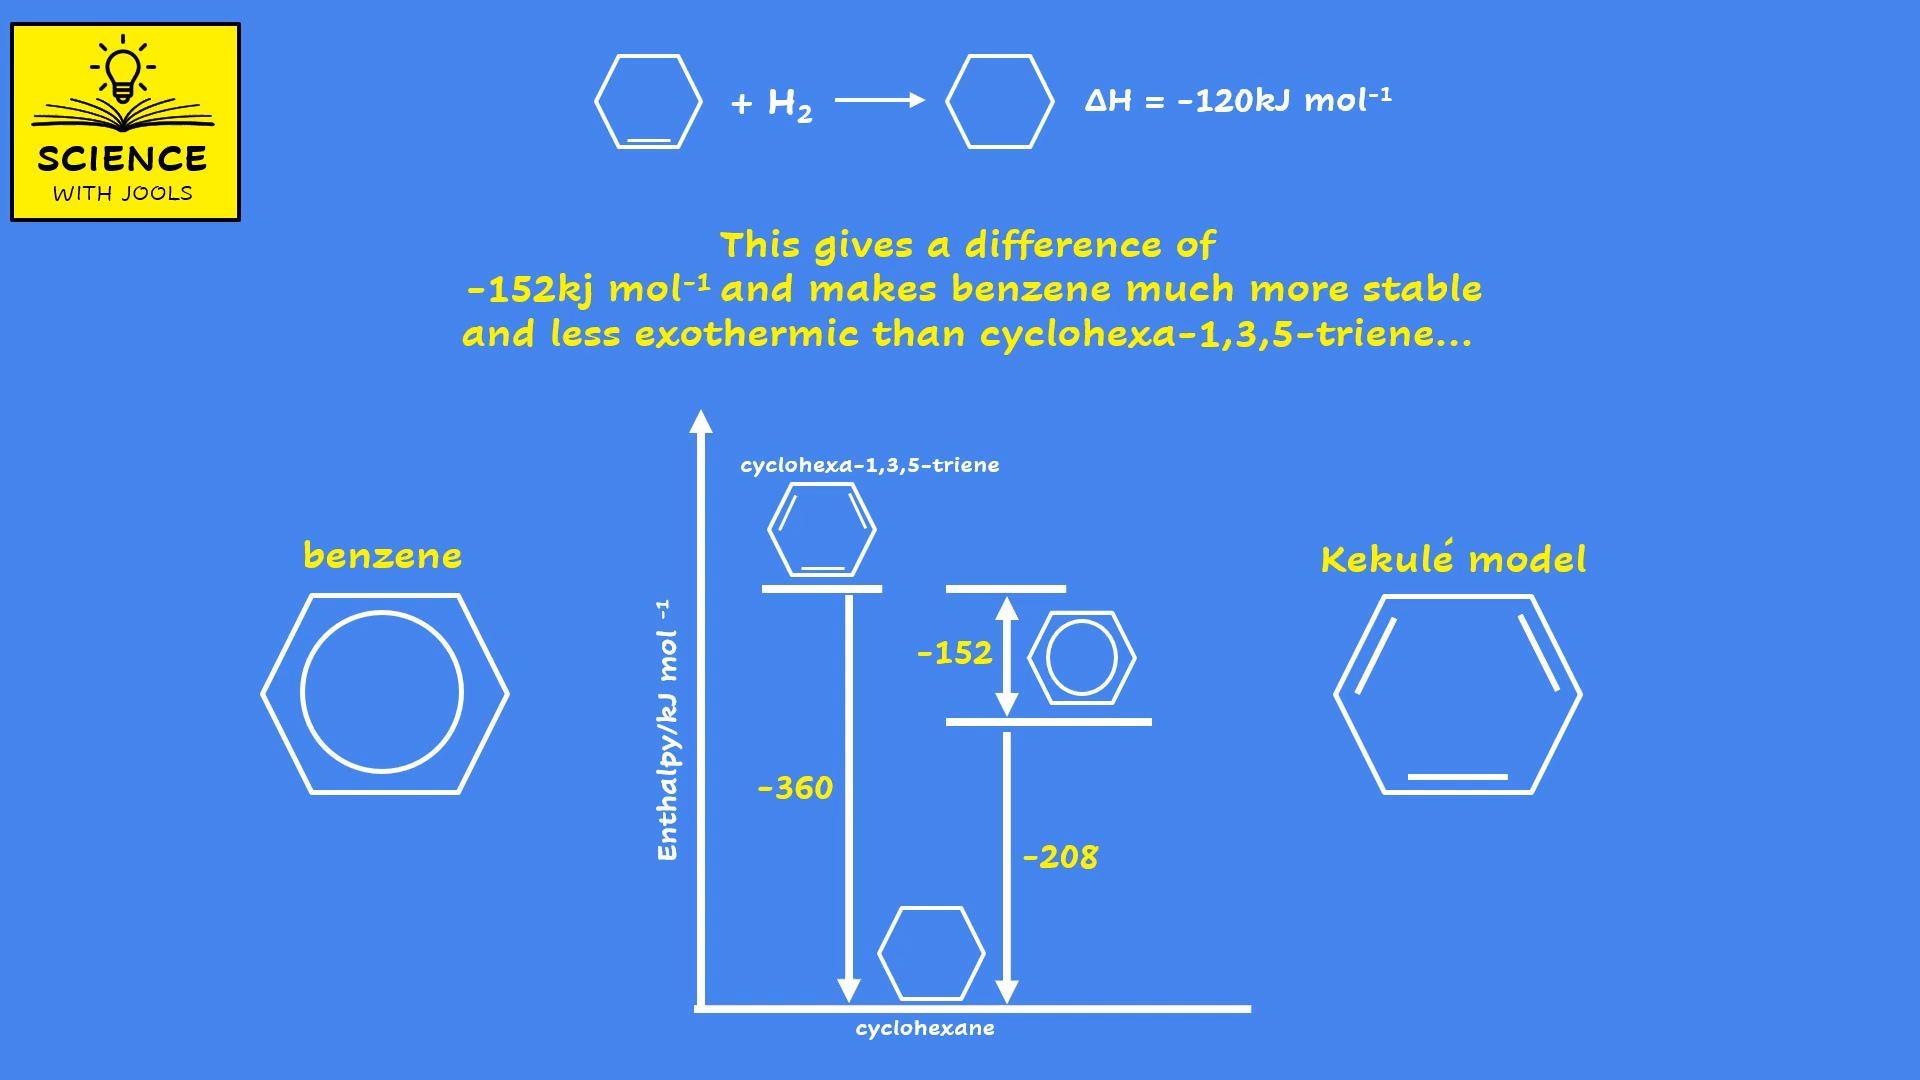 SCIENCE
WITH JOOLS
+ H₂
ΔH = -120kJ mol⁻¹
This gives a difference of
-152kj mol⁻¹ and makes benzene much more stable
and less exothermic than cyclohexa-1,3,5-triene...
cyclohexa-1,3,5-triene
benzene
Kekulé model
Enthalpy/kJ mol ⁻¹
-152
-360
-208
cyclohexane